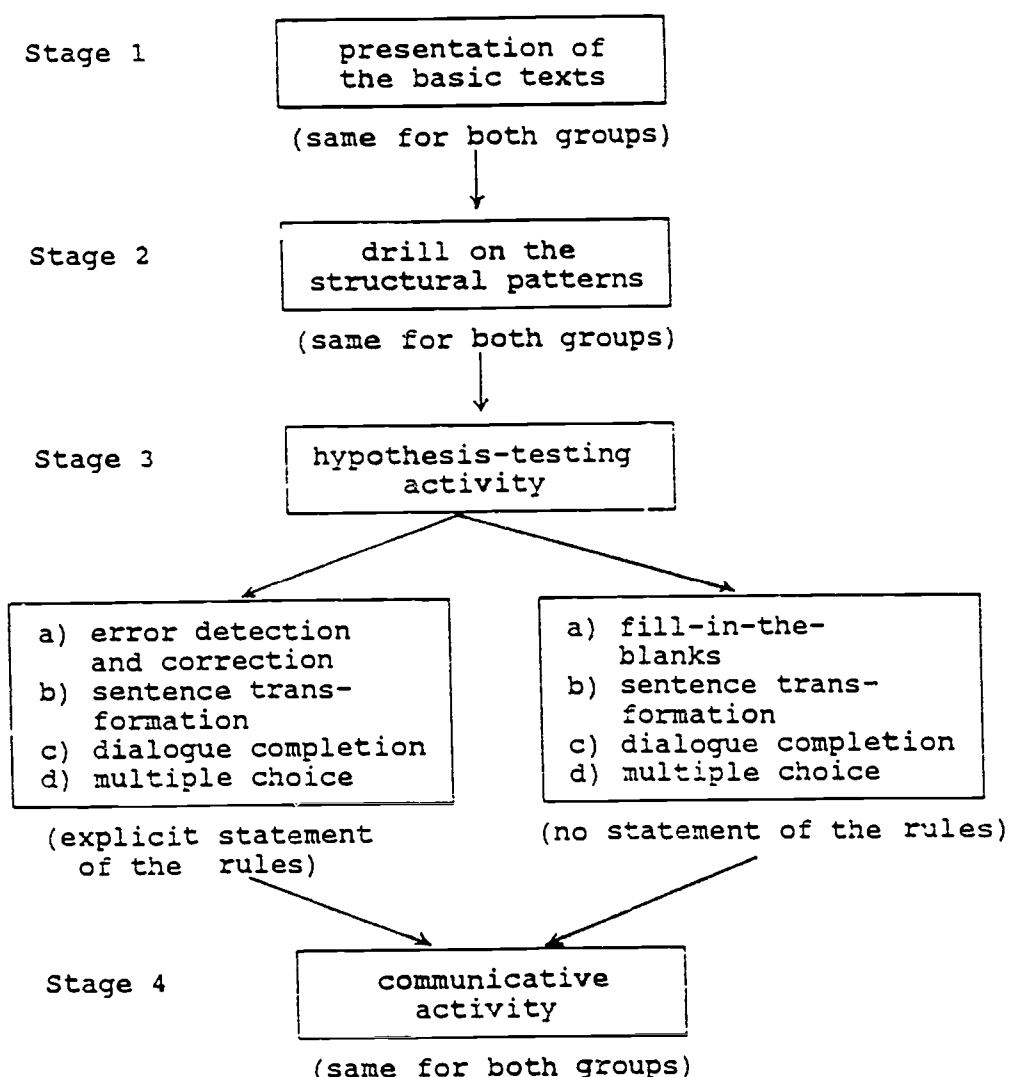 Stage 1
presentation of
the basic texts
(same for both groups)
Stage 2
drill on the
structural patterns
(same for both groups)
Stage 3
hypothesis-testing
activity
a) error detection
and correction
b) sentence trans-
formation
c) dialogue completion
d) multiple choice
(explicit statement
of the rules)
a) fill-in-the-
blanks
b) sentence trans-
formation
c) dialogue completion
d) multiple choice
(no statement of the rules)
Stage 4
communicative
activity
(same for both groups)